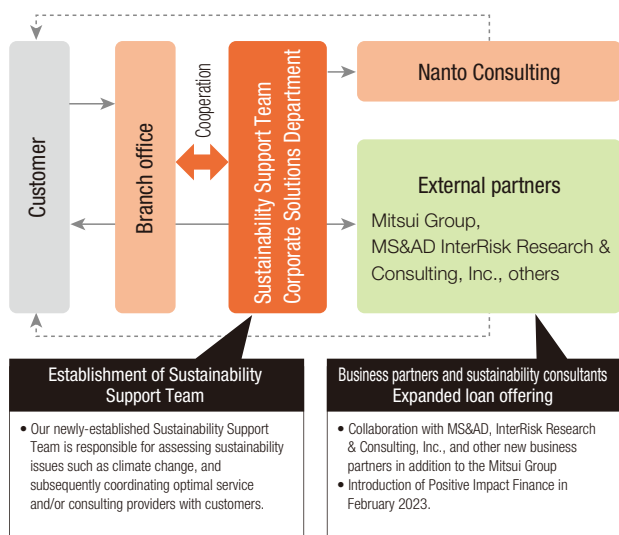 Customer
Branch office
Cooperation
Sustainability Support Team
Corporate Solutions Department
Nanto Consulting
External partners
Mitsui Group,
MS&AD InterRisk Research &
Consulting, Inc., others
Establishment of Sustainability
Support Team
• Our newly-established Sustainability Support
Team is responsible for assessing sustainability
issues such as climate change, and
subsequently coordinating optimal service
and/or consulting providers with customers.
Business partners and sustainability consultants
Expanded loan offering
• Collaboration with MS&AD, InterRisk Research
& Consulting, Inc., and other new business
partners in addition to the Mitsui Group
• Introduction of Positive Impact Finance in
February 2023.